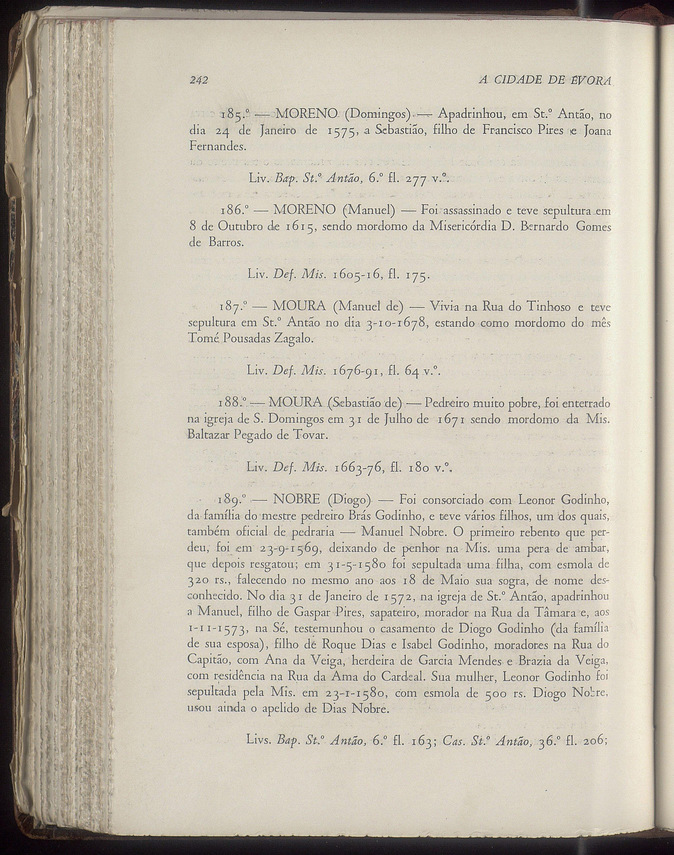 242 A CIDADE DE ÉVORA
185.º — MORENO (Domingos) — Apadrinhou, em St.º Antão, no
dia 24 de Janeiro de 1575, a Sebastião, filho de Francisco Pires e Joana
Fernandes.
Liv. Bap. St.º Antão, 6.º fl. 277 v.º.
186.º — MORENO (Manuel) — Foi assassinado e teve sepultura em
8 de Outubro de 1615, sendo mordomo da Misericórdia D. Bernardo Gomes
de Barros.
Liv. Def. Mis. 1605-16, fl. 175.
187.º — MOURA (Manuel de) — Vivia na Rua do Tinhoso e teve
sepultura em St.º Antão no dia 3-10-1678, estando como mordomo do mês
Tomé Pousadas Zagalo.
Liv. Def. Mis. 1676-91, fl. 64 v.º.
188.º — MOURA (Sebastião de) — Pedreiro muito pobre, foi enterrado
na igreja de S. Domingos em 31 de Julho de 1671 sendo mordomo da Mis.
Baltazar Pegado de Tovar.
Liv. Def. Mis. 1663-76, fl. 180 v.º.
189.º — NOBRE (Diogo) — Foi consorciado com Leonor Godinho,
da família do mestre pedreiro Brás Godinho, e teve vários filhos, um dos quais,
também oficial de pedraria — Manuel Nobre. O primeiro rebento que per-
deu, foi em 23-9-1569, deixando de penhor na Mis. uma pera de ambar,
que depois resgatou; em 31-5-1580 foi sepultada uma filha, com esmola de
320 rs., falecendo no mesmo ano aos 18 de Maio sua sogra, de nome des-
conhecido. No dia 31 de Janeiro de 1572, na igreja de St.º Antão, apadrinhou
a Manuel, filho de Gaspar Pires, sapateiro, morador na Rua da Tâmara e, aos
1-11-1573, na Sé, testemunhou o casamento de Diogo Godinho (da família
de sua esposa), filho de Roque Dias e Isabel Godinho, moradores na Rua do
Capitão, com Ana da Veiga, herdeira de Garcia Mendes e Brazia da Veiga,
com residência na Rua da Ama do Cardeal. Sua mulher, Leonor Godinho foi
sepultada pela Mis. em 23-1-1580, com esmola de 500 rs. Diogo Nobre,
usou ainda o apelido de Dias Nobre.
Livs. Bap. St.º Antão, 6.º fl. 163; Cas. St.º Antão, 36.º fl. 206;